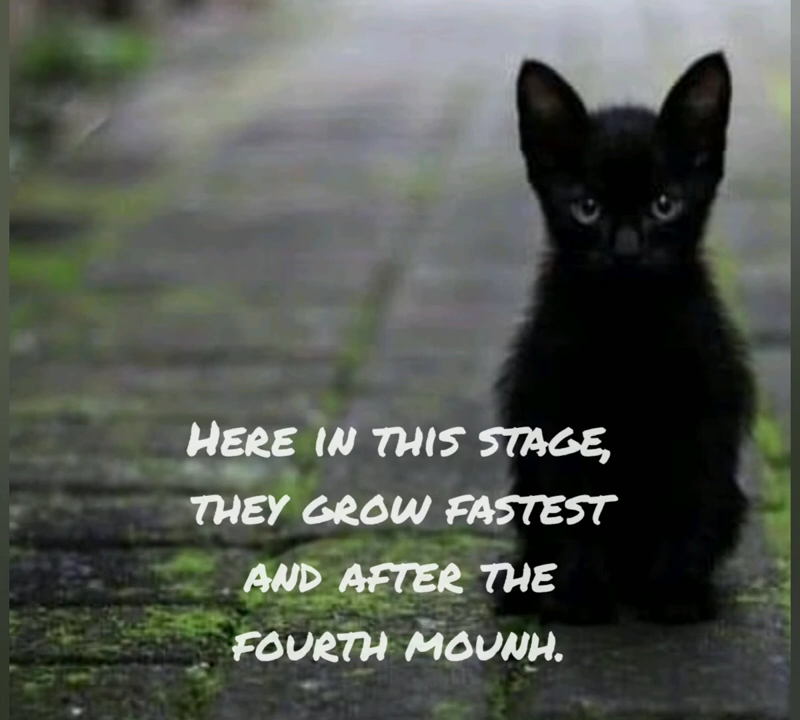 Here in this stage,
they grow fastest
and after the
fourth mounh.